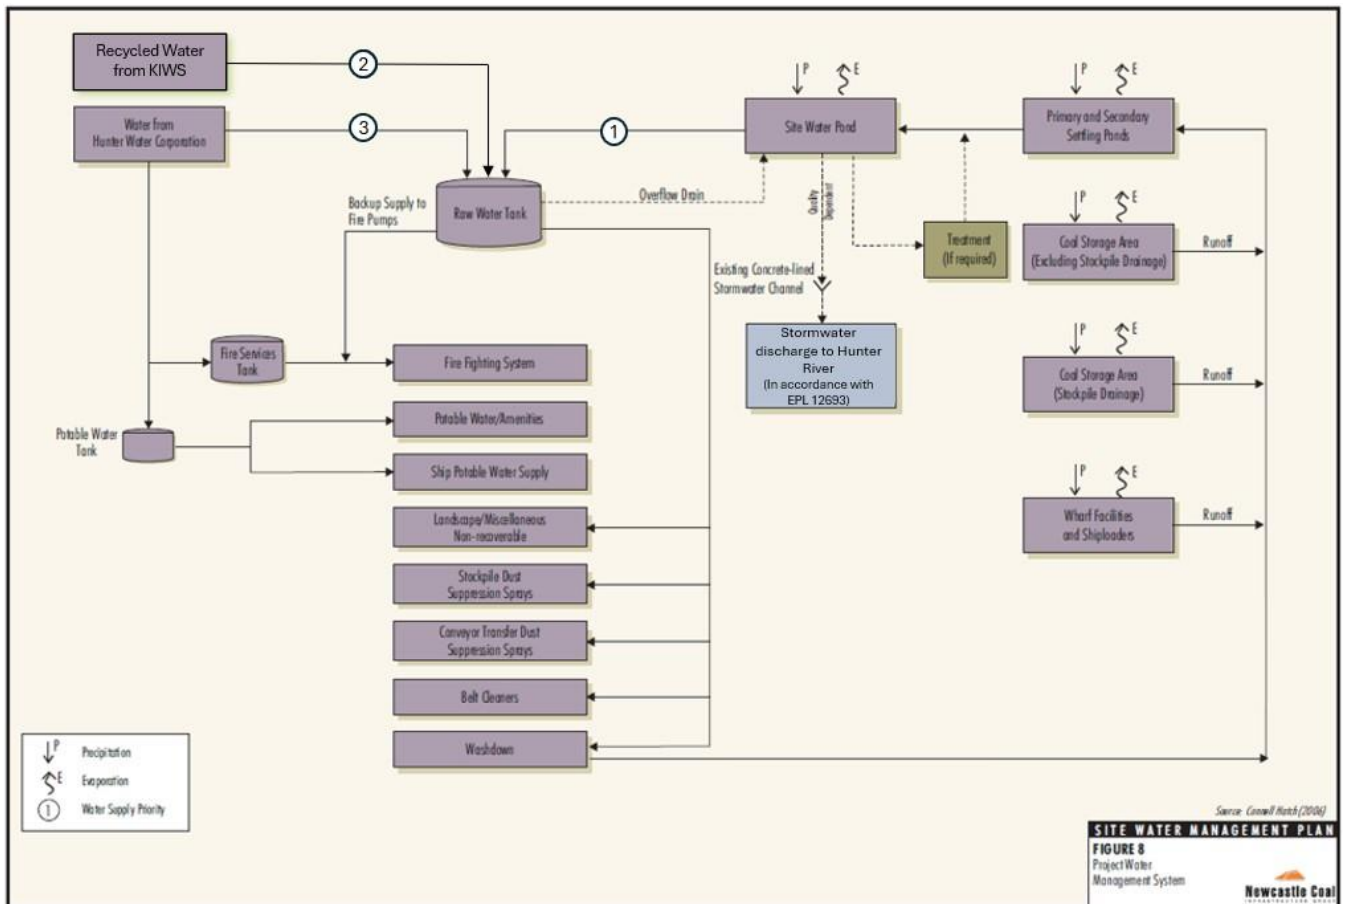 Recycled Water
from KIWS
2
P
E
P
E
Water from
Hunter Water Corporation
3
1
Site Water Pond
Primary and Secondary
Settling Ponds
Backup Supply to
Fire Pumps
Raw Water Tank
Overflow Drain
Quality
Dependent
P
E
Treatment
(If required)
Coal Storage Area
(Excluding Stockpile Drainage)
Runoff
Existing Concrete-lined
Stormwater Channel
Stormwater
discharge to Hunter
River
(In accordance with
EPL 12693)
P
E
Fire Services
Tank
Fire Fighting System
Coal Storage Area
(Stockpile Drainage)
Runoff
Potable Water
Tank
Potable Water/Amenities
Ship Potable Water Supply
P
E
Landscape/Miscellaneous
Non-recoverable
Wharf Facilities
and Shiploaders
Runoff
Stockpile Dust
Suppression Sprays
Conveyor Transfer Dust
Suppression Sprays
Belt Cleaners
Washdown
P
Precipitation
E
Evaporation
1
Water Supply Priority
Source: Connell Hatch (2006)
SITE WATER MANAGEMENT PLAN
FIGURE 8
Project Water
Management System
Newcastle Coal
INFRASTRUCTURE GROUP